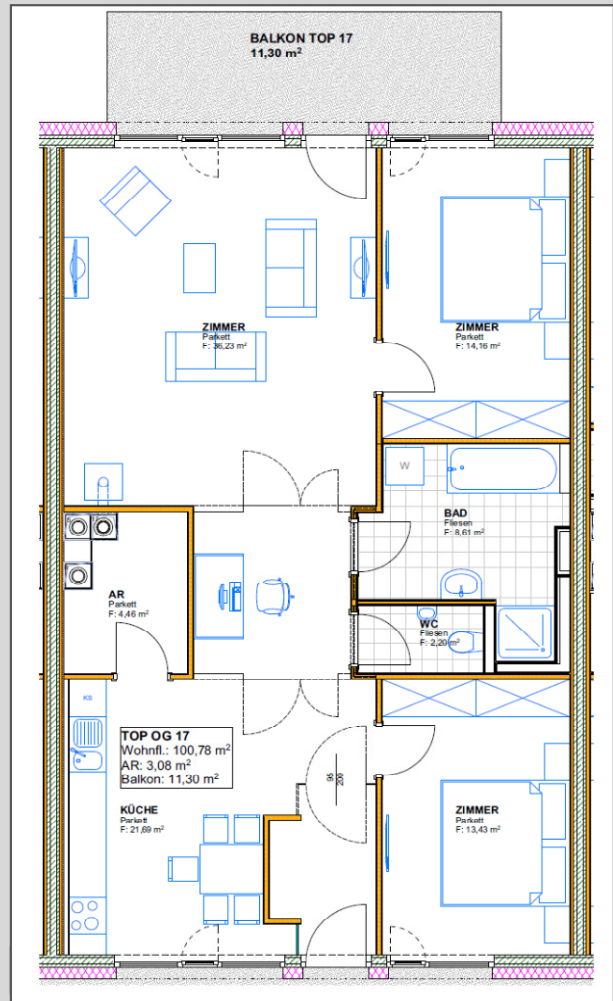 BALKON TOP 17
11,30 m²
ZIMMER
Parkett
F: 36,23 m²
ZIMMER
Parkett
F: 14,16 m²
W
BAD
Fliesen
F: 8,61 m²
AR
Parkett
F: 4,46 m²
WC
Fliesen
F: 2,20 m²
KS
TOP OG 17
Wohnfl.: 100,78 m²
AR: 3,08 m²
Balkon: 11,30 m²
95
200
KÜCHE
Parkett
F: 21,69 m²
ZIMMER
Parkett
F: 13,43 m²